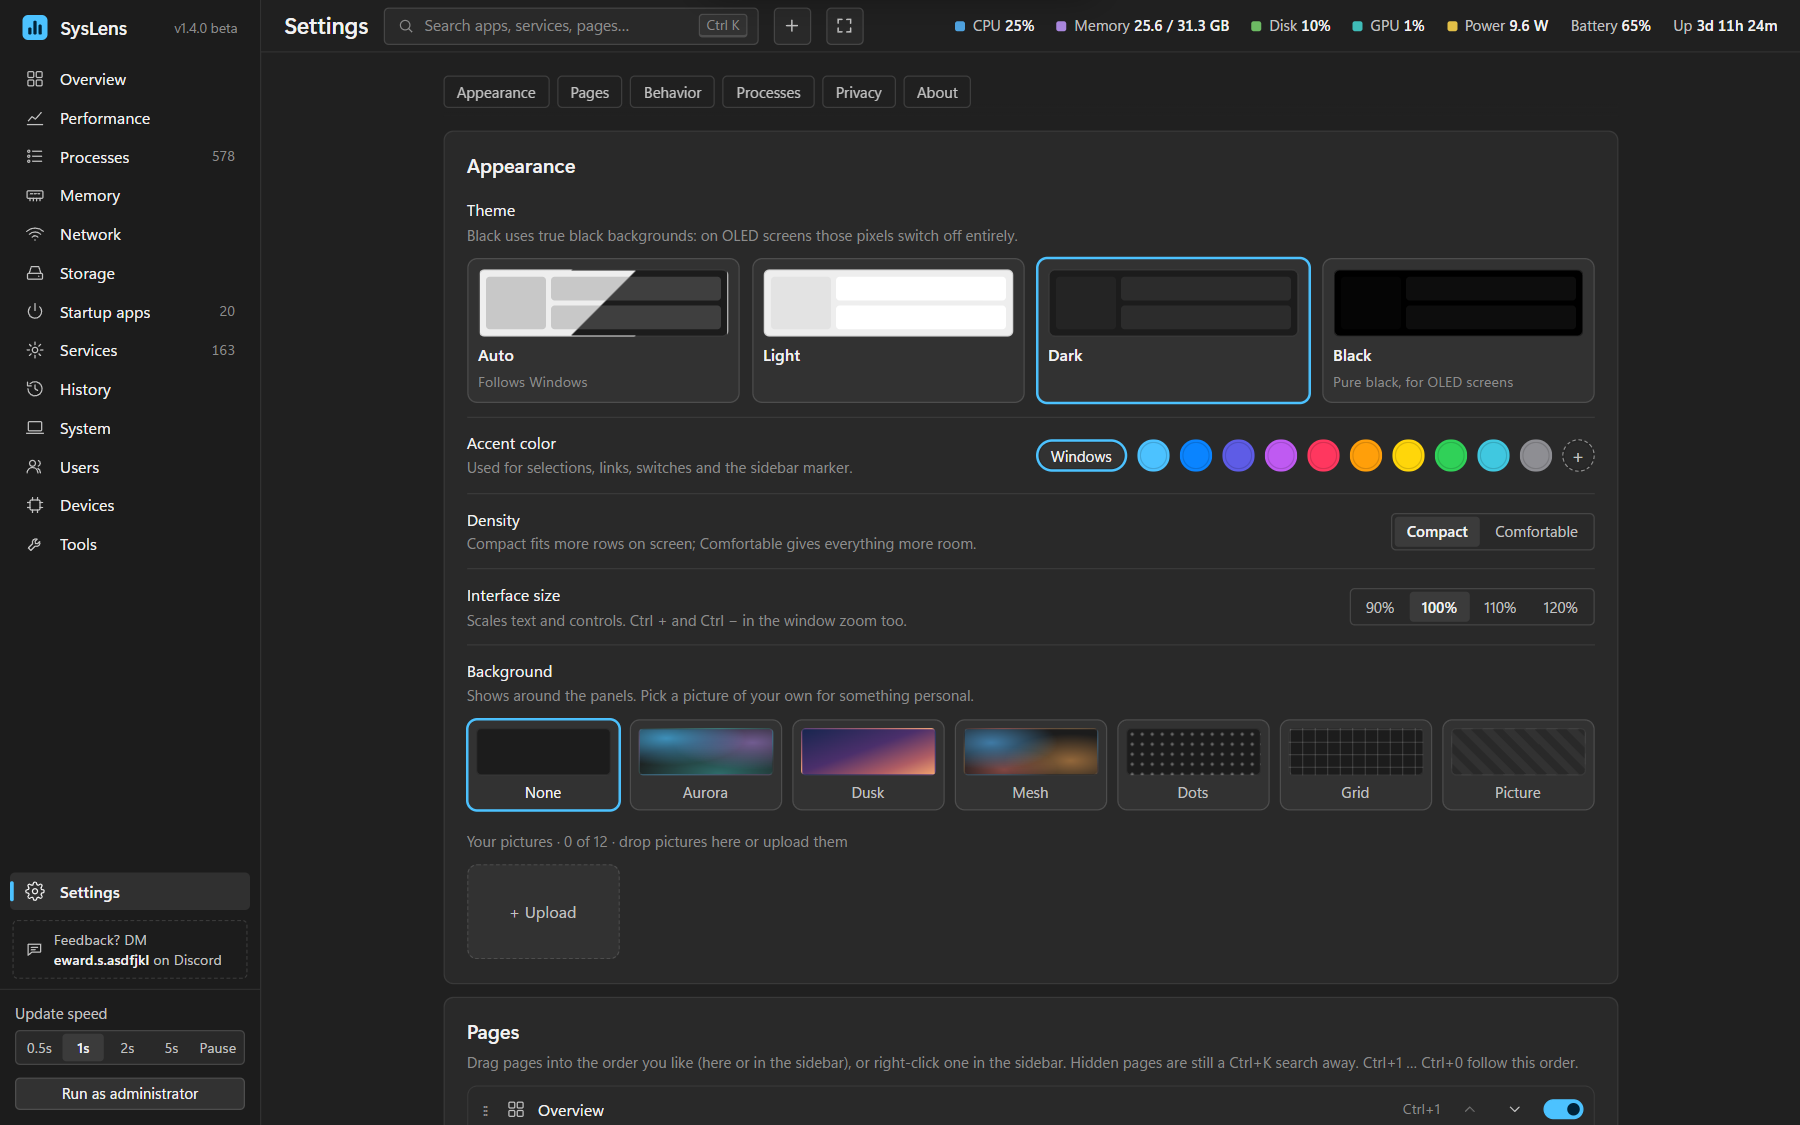 SysLens
v1.4.0 beta
Overview
Performance
Processes 578
Memory
Network
Storage
Startup apps 20
Services 163
History
System
Users
Devices
Tools
Settings
Feedback? DM
eward.s.asdfjkl on Discord
Update speed
0.5s 1s 2s 5s Pause
Run as administrator
Settings
Search apps, services, pages... Ctrl K
+
CPU 25% Memory 25.6 / 31.3 GB Disk 10% GPU 1% Power 9.6 W Battery 65% Up 3d 11h 24m
Appearance Pages Behavior Processes Privacy About
Appearance
Theme
Black uses true black backgrounds: on OLED screens those pixels switch off entirely.
Auto
Follows Windows
Light
Dark
Black
Pure black, for OLED screens
Accent color
Used for selections, links, switches and the sidebar marker.
Windows +
Density
Compact fits more rows on screen; Comfortable gives everything more room.
Compact Comfortable
Interface size
Scales text and controls. Ctrl + and Ctrl − in the window zoom too.
90% 100% 110% 120%
Background
Shows around the panels. Pick a picture of your own for something personal.
None Aurora Dusk Mesh Dots Grid Picture
Your pictures · 0 of 12 · drop pictures here or upload them
+ Upload
Pages
Drag pages into the order you like (here or in the sidebar), or right-click one in the sidebar. Hidden pages are still a Ctrl+K search away. Ctrl+1 ... Ctrl+0 follow this order.
Overview Ctrl+1